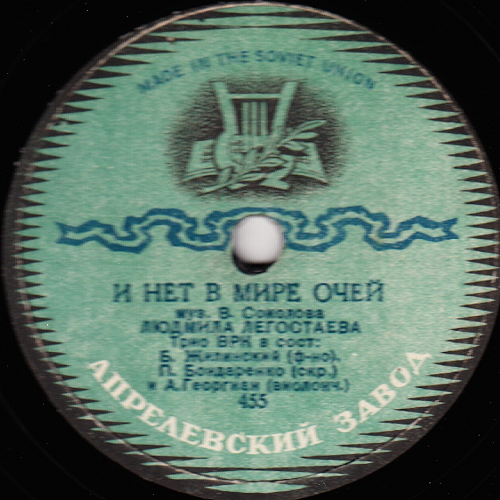 MADE IN THE SOVIET UNION
И НЕТ В МИРЕ ОЧЕЙ
муз. В. Соколова
ЛЮДМИЛА ЛЕГОСТАЕВА
Трио ВРК в сост:
Б. Жилинский (ф-но).
П. Бондаренко (скр.)
и А.Георгиан (виолонч.)
455
АПРЕЛЕВСКИЙ ЗАВОД